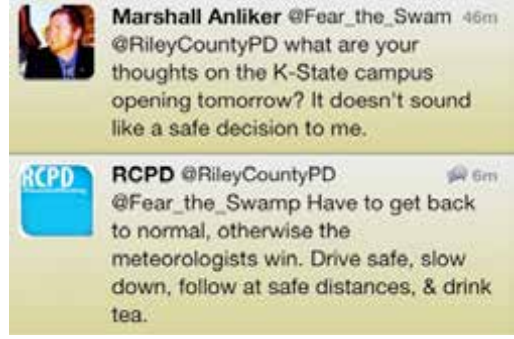 Marshall Anliker @Fear_the_Swam 46m
@RileyCountyPD what are your
thoughts on the K-State campus
opening tomorrow? It doesn't sound
like a safe decision to me.
RCPD
RCPD @RileyCountyPD 6m
@Fear_the_Swamp Have to get back
to normal, otherwise the
meteorologists win. Drive safe, slow
down, follow at safe distances, & drink
tea.